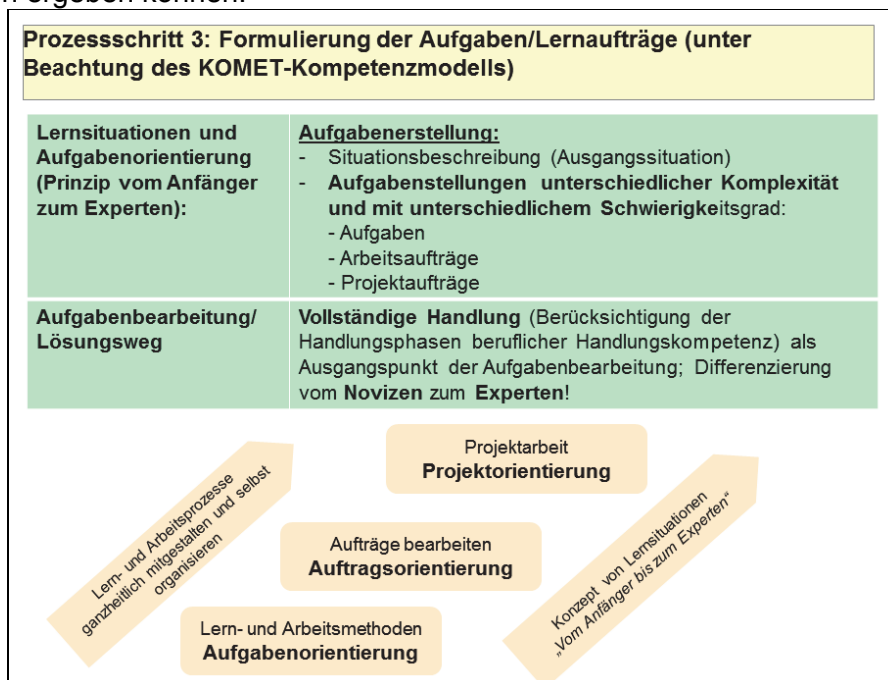 n ergeben können.
Prozessschritt 3: Formulierung der Aufgaben/Lernaufträge (unter
Beachtung des KOMET-Kompetenzmodells)
Lernsituationen und
Aufgabenorientierung
(Prinzip vom Anfänger
zum Experten):
Aufgabenerstellung:
- Situationsbeschreibung (Ausgangssituation)
- Aufgabenstellungen unterschiedlicher Komplexität
und mit unterschiedlichem Schwierigkeitsgrad:
- Aufgaben
- Arbeitsaufträge
- Projektaufträge
Aufgabenbearbeitung/
Lösungsweg
Vollständige Handlung (Berücksichtigung der
Handlungsphasen beruflicher Handlungskompetenz) als
Ausgangspunkt der Aufgabenbearbeitung; Differenzierung
vom Novizen zum Experten!
Projektarbeit
Projektorientierung
Lern- und Arbeitsprozesse
ganzheitlich mitgestalten und selbst
organisieren
Aufträge bearbeiten
Auftragsorientierung
Konzept von Lernsituationen
„Vom Anfänger bis zum Experten“
Lern- und Arbeitsmethoden
Aufgabenorientierung